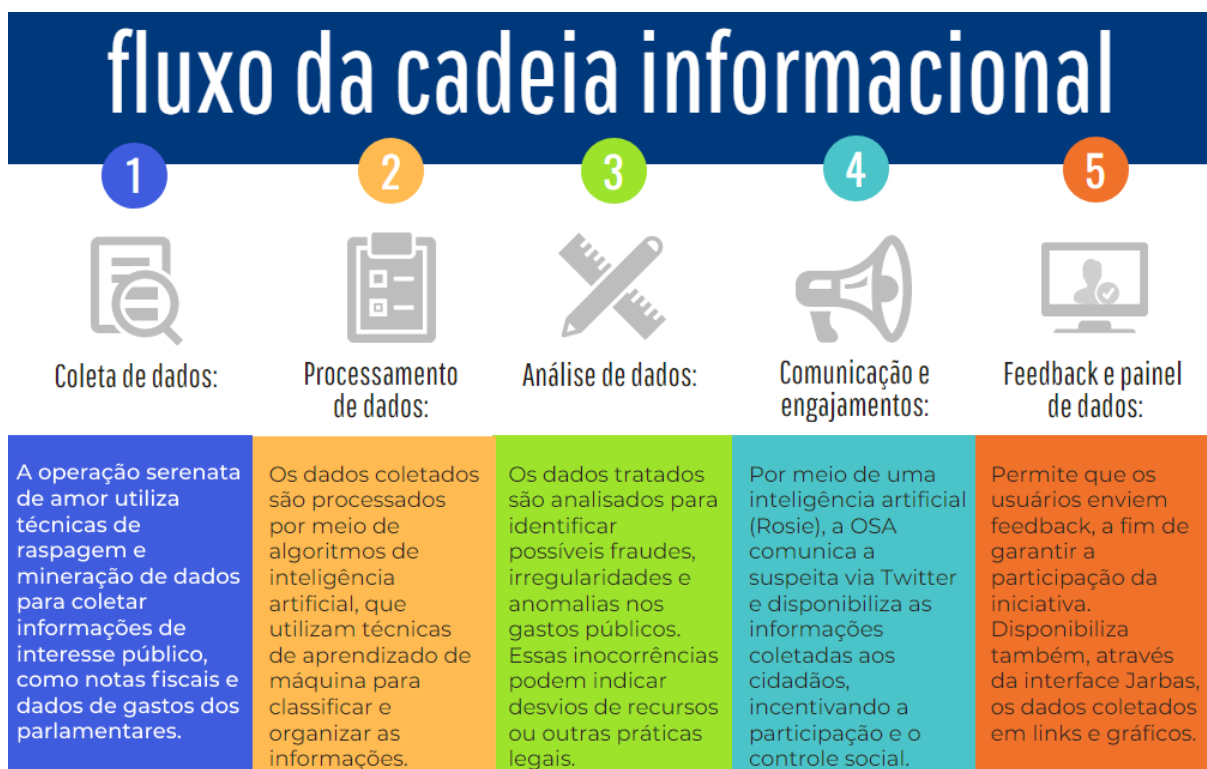 fluxo da cadeia informacional
1
2
3
4
5
Coleta de dados:
Processamento
de dados:
Análise de dados:
Comunicação e
engajamentos:
Feedback e painel
de dados:
A operação serenata
de amor utiliza
técnicas de
raspagem e
mineração de dados
para coletar
informações de
interesse público,
como notas fiscais e
dados de gastos dos
parlamentares.
Os dados coletados
são processados
por meio de
algoritmos de
inteligência
artificial, que
utilizam técnicas
de aprendizado de
máquina para
classificar e
organizar as
informações.
Os dados tratados
são analisados para
identificar
possíveis fraudes,
irregularidades e
anomalias nos
gastos públicos.
Essas inocorrências
podem indicar
desvios de recursos
ou outras práticas
legais.
Por meio de uma
inteligência artificial
(Rosie), a OSA
comunica a
suspeita via Twitter
e disponibiliza as
informações
coletadas aos
cidadãos,
incentivando a
participação e o
controle social.
Permite que os
usuários enviem
feedback, a fim de
garantir a
participação da
iniciativa.
Disponibiliza
também, através
da interface Jarbas,
os dados coletados
em links e gráficos.